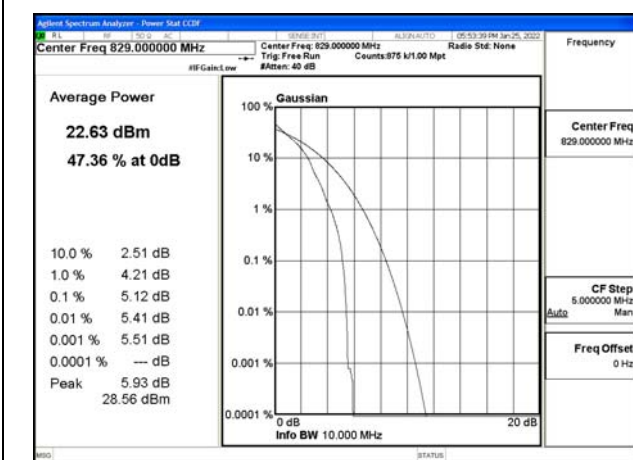 Agilent Spectrum Analyzer - Power Stat CCDF
RL RF 50 Ω AC SENSE:INT ALIGNAUTO 05:53:39 PM Jan 25, 2022
Center Freq 829.000000 MHz
Center Freq: 829.000000 MHz Radio Std: None
Trig: Free Run Counts:875 k/1.00 Mpt
#IFGain:Low #Atten: 40 dB
Frequency
Average Power
22.63 dBm
47.36 % at 0dB
10.0 % 2.51 dB
1.0 % 4.21 dB
0.1 % 5.12 dB
0.01 % 5.41 dB
0.001 % 5.51 dB
0.0001 % --- dB
Peak 5.93 dB
28.56 dBm
Gaussian
100 %
10 %
1 %
0.1 %
0.01 %
0.001 %
0.0001 %
0 dB 20 dB
Info BW 10.000 MHz
Center Freq
829.000000 MHz
CF Step
5.000000 MHz
Auto Man
Freq Offset
0 Hz
MSG STATUS